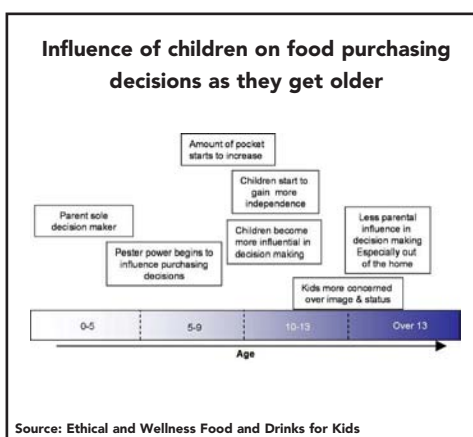 Influence of children on food purchasing
decisions as they get older
Amount of pocket
starts to increase
Children start to
gain more
independence
Parent sole
decision maker
Children become
more influential in
decision making
Less parental
influence in
decision making
Especially out
of the home
Pester power begins to
influence purchasing
decisions
Kids more concerned
over image & status
0-5
5-9
10-13
Over 13
Age
Source: Ethical and Wellness Food and Drinks for Kids